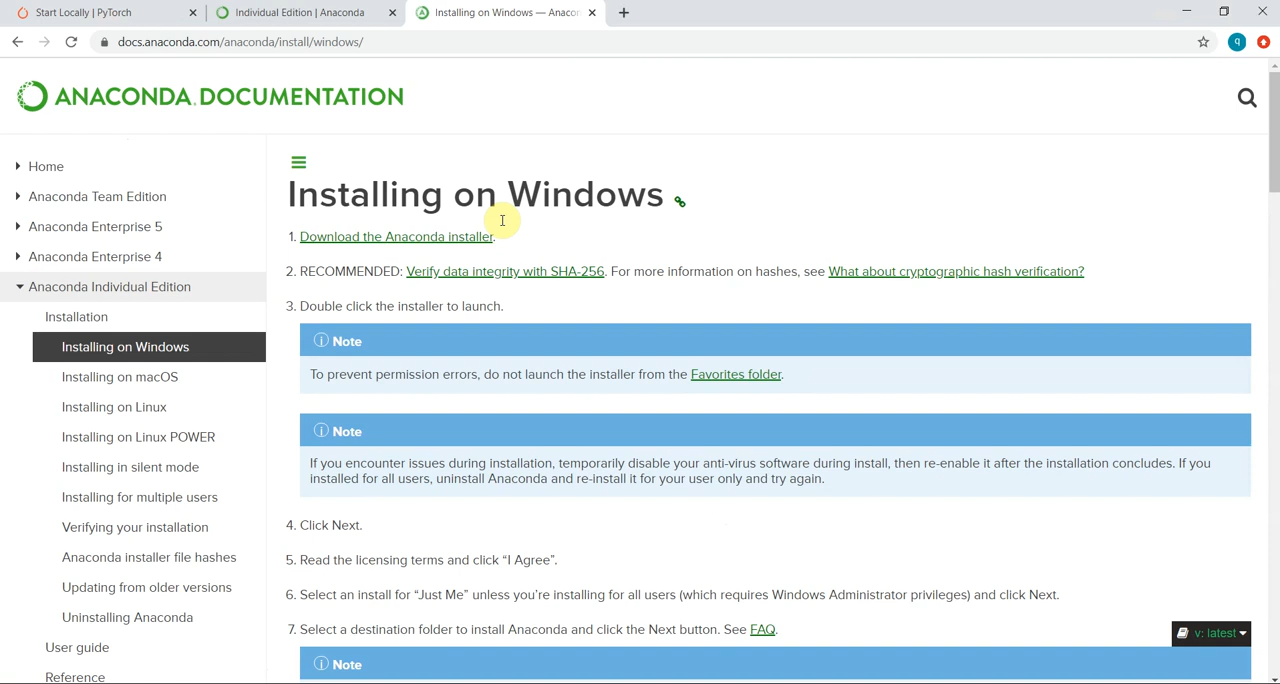 Start Locally | PyTorch
Individual Edition | Anaconda
Installing on Windows — Anacon
docs.anaconda.com/anaconda/install/windows/
q
ANACONDA.DOCUMENTATION
Home
Anaconda Team Edition
Anaconda Enterprise 5
Anaconda Enterprise 4
Anaconda Individual Edition
Installation
Installing on Windows
Installing on macOS
Installing on Linux
Installing on Linux POWER
Installing in silent mode
Installing for multiple users
Verifying your installation
Anaconda installer file hashes
Updating from older versions
Uninstalling Anaconda
User guide
Reference
Installing on Windows
1. Download the Anaconda installer.
2. RECOMMENDED: Verify data integrity with SHA-256. For more information on hashes, see What about cryptographic hash verification?
3. Double click the installer to launch.
Note
To prevent permission errors, do not launch the installer from the Favorites folder.
Note
If you encounter issues during installation, temporarily disable your anti-virus software during install, then re-enable it after the installation concludes. If you
installed for all users, uninstall Anaconda and re-install it for your user only and try again.
4. Click Next.
5. Read the licensing terms and click “I Agree”.
6. Select an install for “Just Me” unless you’re installing for all users (which requires Windows Administrator privileges) and click Next.
7. Select a destination folder to install Anaconda and click the Next button. See FAQ.
v: latest
Note